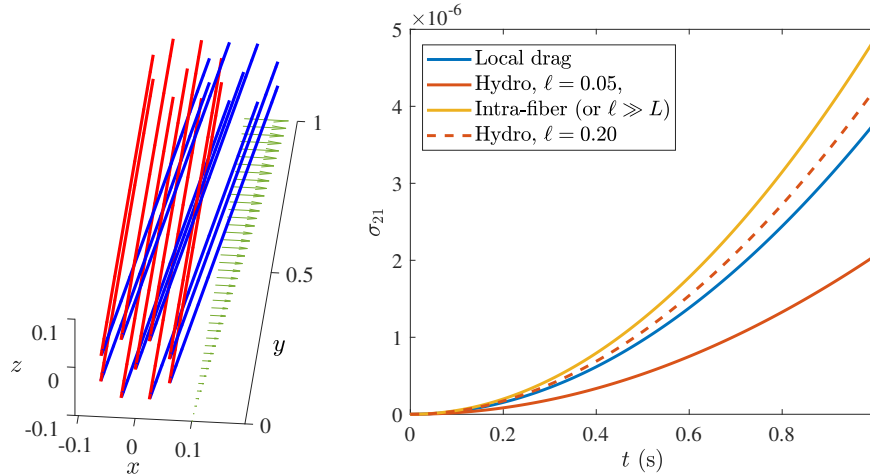 1
0.5
0
y
0.1
0
-0.1
z
-0.1
0
0.1
x
×10⁻⁶
5
4
3
2
1
0
σ₂₁
Local drag
Hydro, ℓ = 0.05,
Intra-fiber (or ℓ ≫ L)
Hydro, ℓ = 0.20
0 0.2 0.4 0.6 0.8
t (s)